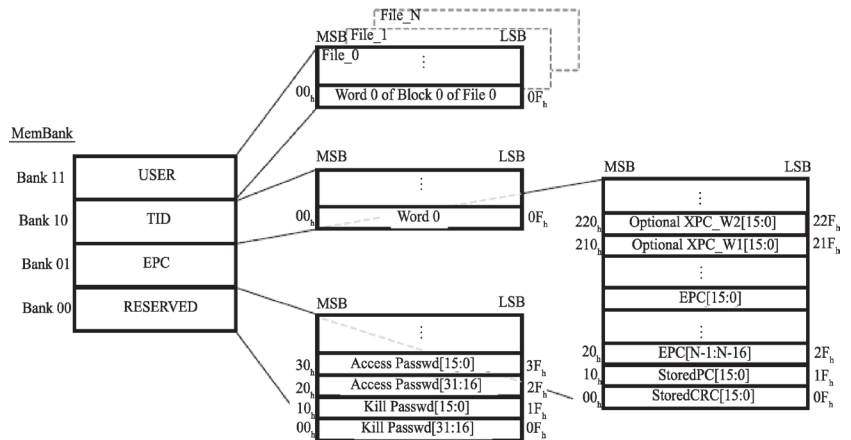 File_N
MSB File_1 LSB
File_0
⋮
00h Word 0 of Block 0 of File 0 0Fh
MemBank
Bank 11 USER
Bank 10 TID
Bank 01 EPC
Bank 00 RESERVED
MSB LSB
⋮
00h Word 0 0Fh
MSB LSB
⋮
220h Optional XPC_W2[15:0] 22Fh
210h Optional XPC_W1[15:0] 21Fh
⋮
EPC[15:0]
⋮
20h EPC[N-1:N-16] 2Fh
10h StoredPC[15:0] 1Fh
00h StoredCRC[15:0] 0Fh
MSB LSB
⋮
30h Access Passwd[15:0] 3Fh
20h Access Passwd[31:16] 2Fh
10h Kill Passwd[15:0] 1Fh
00h Kill Passwd[31:16] 0Fh